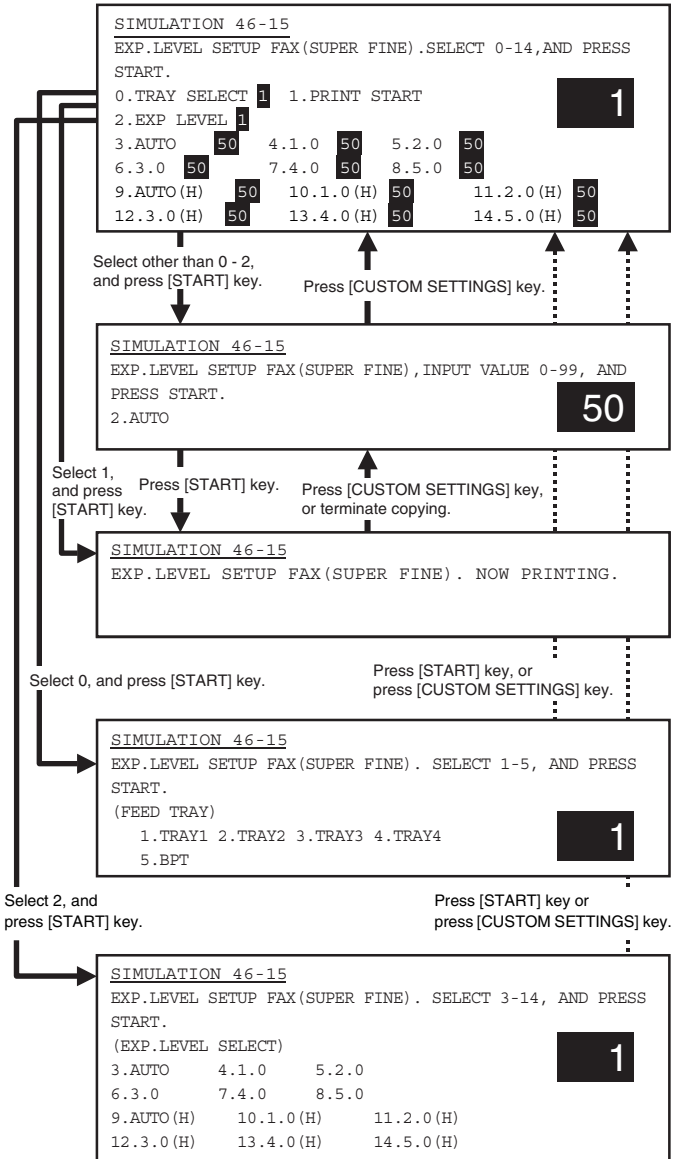 SIMULATION 46-15
EXP.LEVEL SETUP FAX(SUPER FINE).SELECT 0-14,AND PRESS
START.
0.TRAY SELECT 1 1.PRINT START
1
2.EXP LEVEL 1
3.AUTO 50 4.1.0 50 5.2.0 50
6.3.0 50 7.4.0 50 8.5.0 50
9.AUTO(H) 50 10.1.0(H) 50 11.2.0(H) 50
12.3.0(H) 50 13.4.0(H) 50 14.5.0(H) 50
Select other than 0 - 2,
and press [START] key.
Press [CUSTOM SETTINGS] key.
SIMULATION 46-15
EXP.LEVEL SETUP FAX(SUPER FINE),INPUT VALUE 0-99, AND
PRESS START.
2.AUTO
50
Select 1,
and press
[START] key.
Press [START] key.
Press [CUSTOM SETTINGS] key,
or terminate copying.
SIMULATION 46-15
EXP.LEVEL SETUP FAX(SUPER FINE). NOW PRINTING.
Select 0, and press [START] key.
Press [START] key, or
press [CUSTOM SETTINGS] key.
SIMULATION 46-15
EXP.LEVEL SETUP FAX(SUPER FINE). SELECT 1-5, AND PRESS
START.
(FEED TRAY)
1.TRAY1 2.TRAY2 3.TRAY3 4.TRAY4
5.BPT
1
Select 2, and
press [START] key.
Press [START] key or
press [CUSTOM SETTINGS] key.
SIMULATION 46-15
EXP.LEVEL SETUP FAX(SUPER FINE). SELECT 3-14, AND PRESS
START.
(EXP.LEVEL SELECT)
1
3.AUTO 4.1.0 5.2.0
6.3.0 7.4.0 8.5.0
9.AUTO(H) 10.1.0(H) 11.2.0(H)
12.3.0(H) 13.4.0(H) 14.5.0(H)